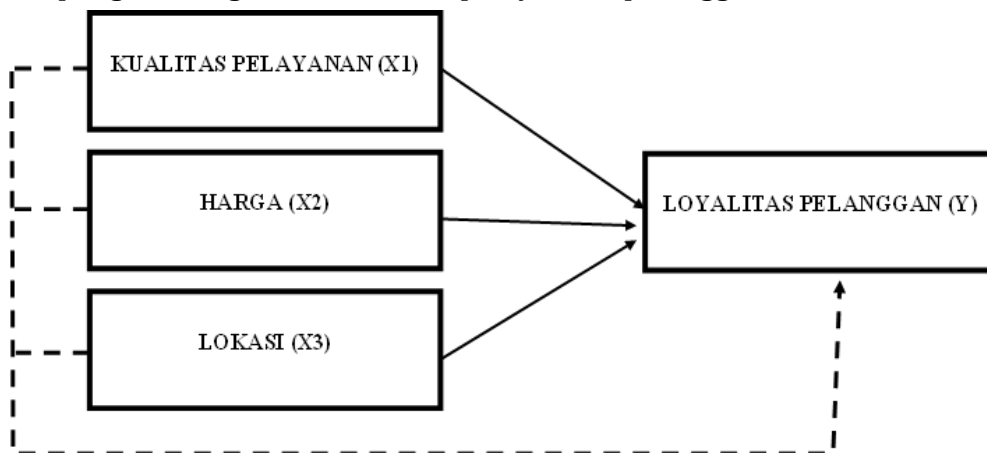 KUALITAS PELAYANAN (X1)
HARGA (X2)
LOYALITAS PELANGGAN (Y)
LOKASI (X3)